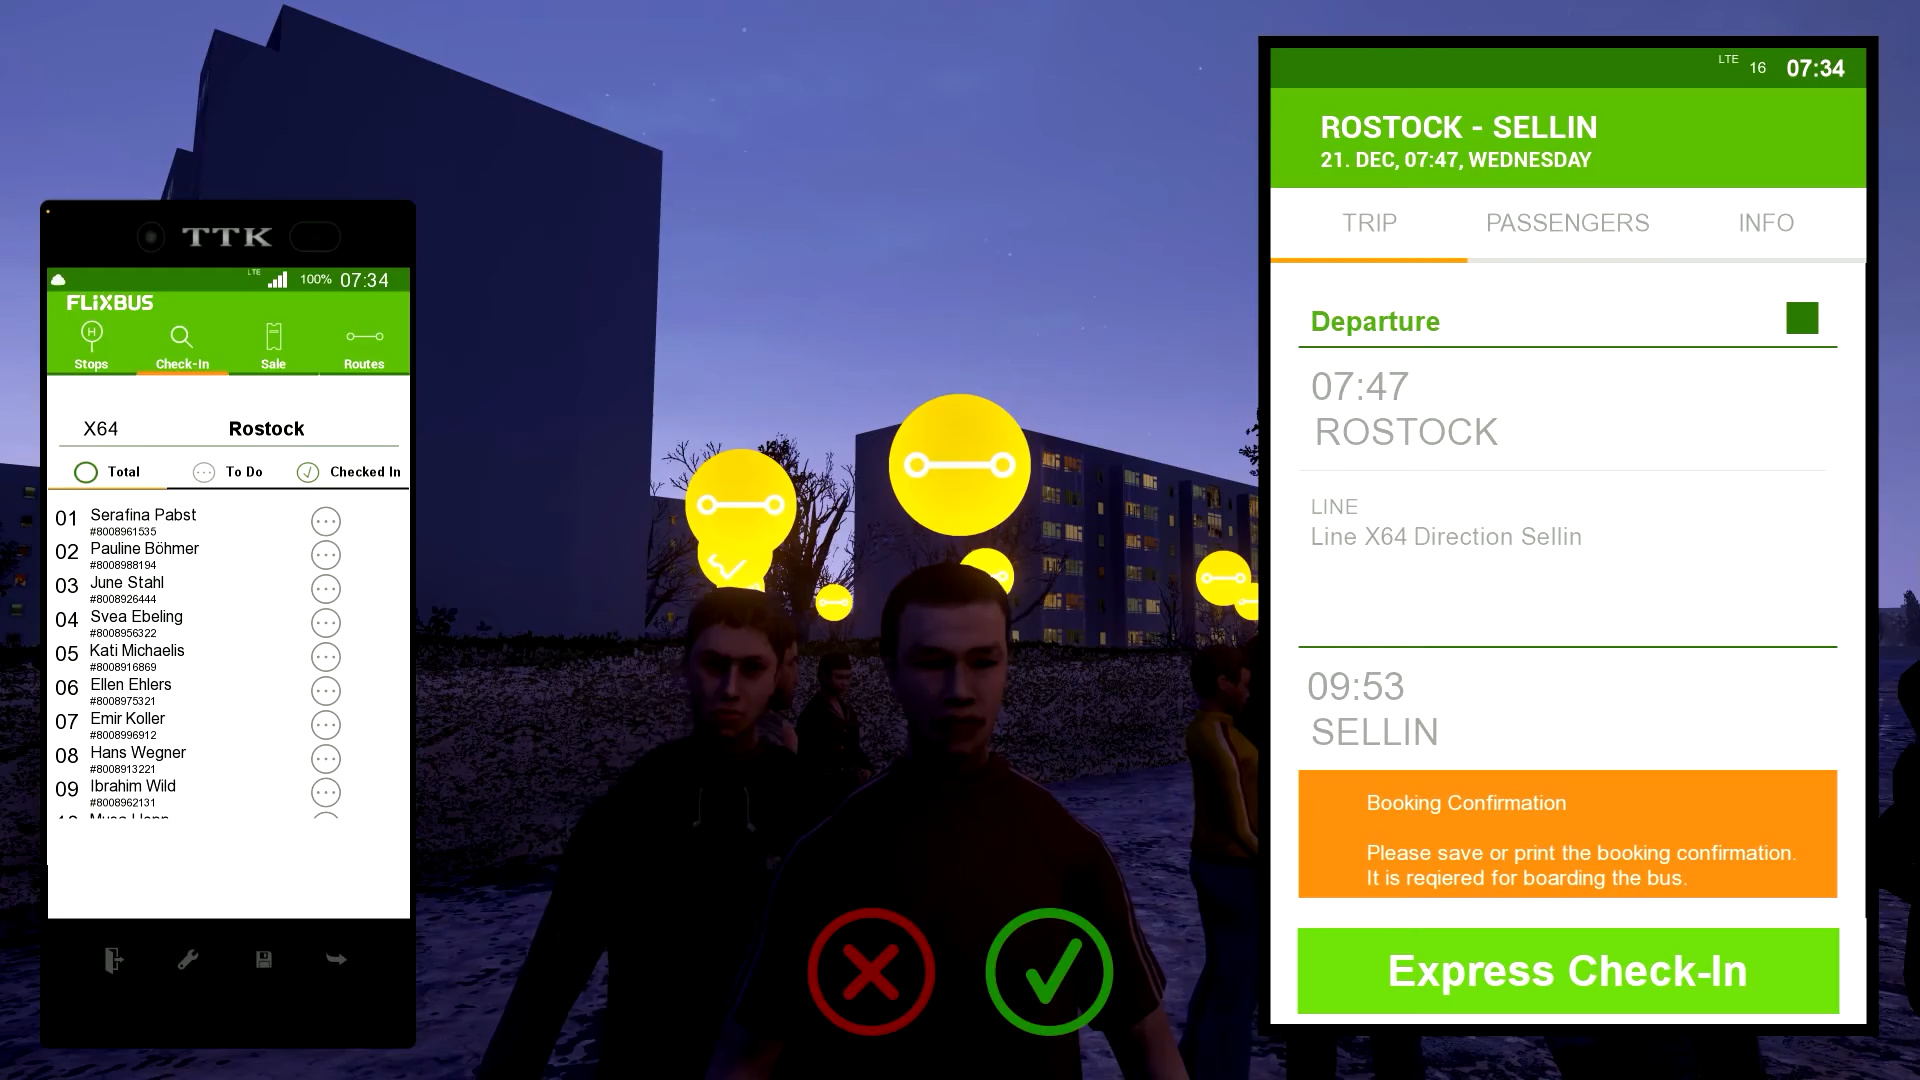 TTK
LTE 100% 07:34
FLiXBUS
H
Stops Check-In Sale Routes
X64 Rostock
Total To Do Checked In
01 Serafina Pabst
#8008961535
02 Pauline Böhmer
#8008988194
03 June Stahl
#8008926444
04 Svea Ebeling
#8008956322
05 Kati Michaelis
#8008916869
06 Ellen Ehlers
#8008975321
07 Emir Koller
#8008996912
08 Hans Wegner
#8008913221
09 Ibrahim Wild
#8008962131
LTE 16 07:34
ROSTOCK - SELLIN
21. DEC, 07:47, WEDNESDAY
TRIP PASSENGERS INFO
Departure
07:47
ROSTOCK
LINE
Line X64 Direction Sellin
09:53
SELLIN
Booking Confirmation
Please save or print the booking confirmation.
It is reqiered for boarding the bus.
Express Check-In